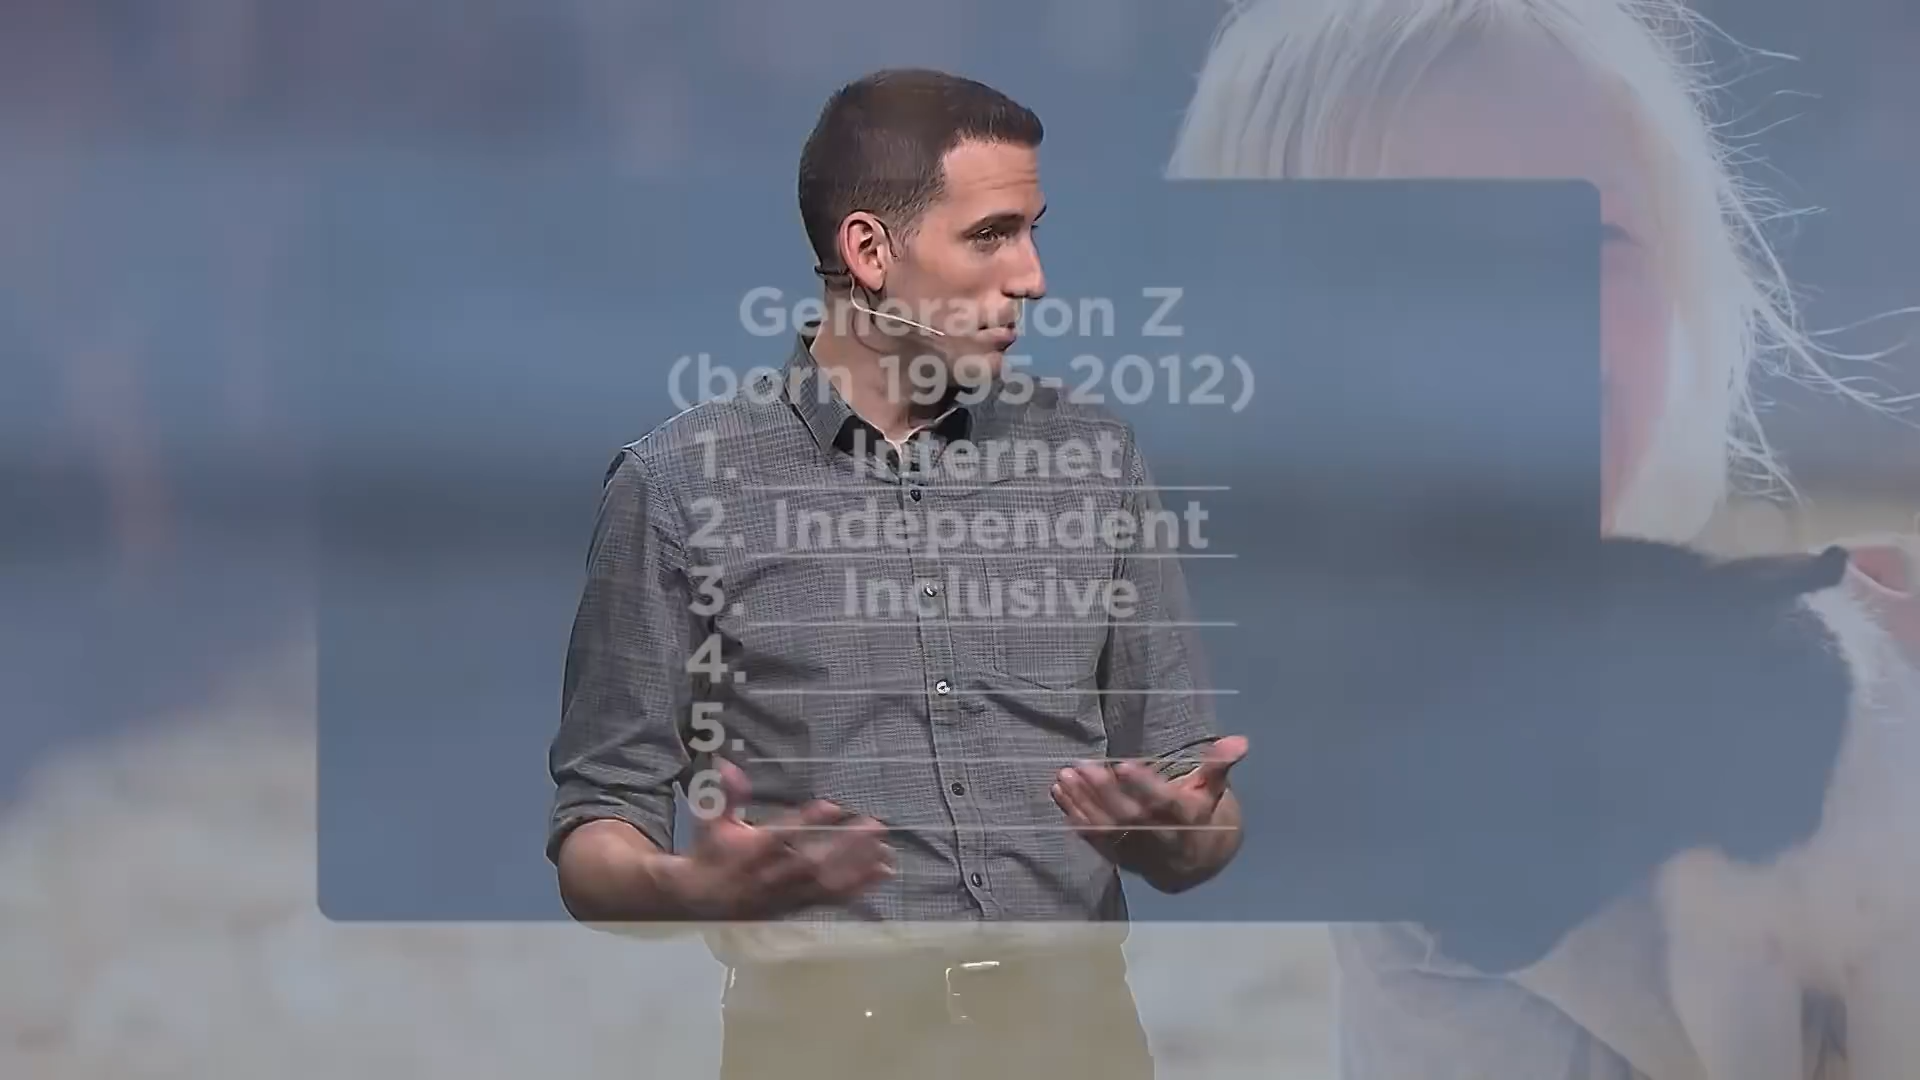 Generation Z
(born 1995-2012)
1. Internet
2. Independent
3. Inclusive
4.
5.
6.